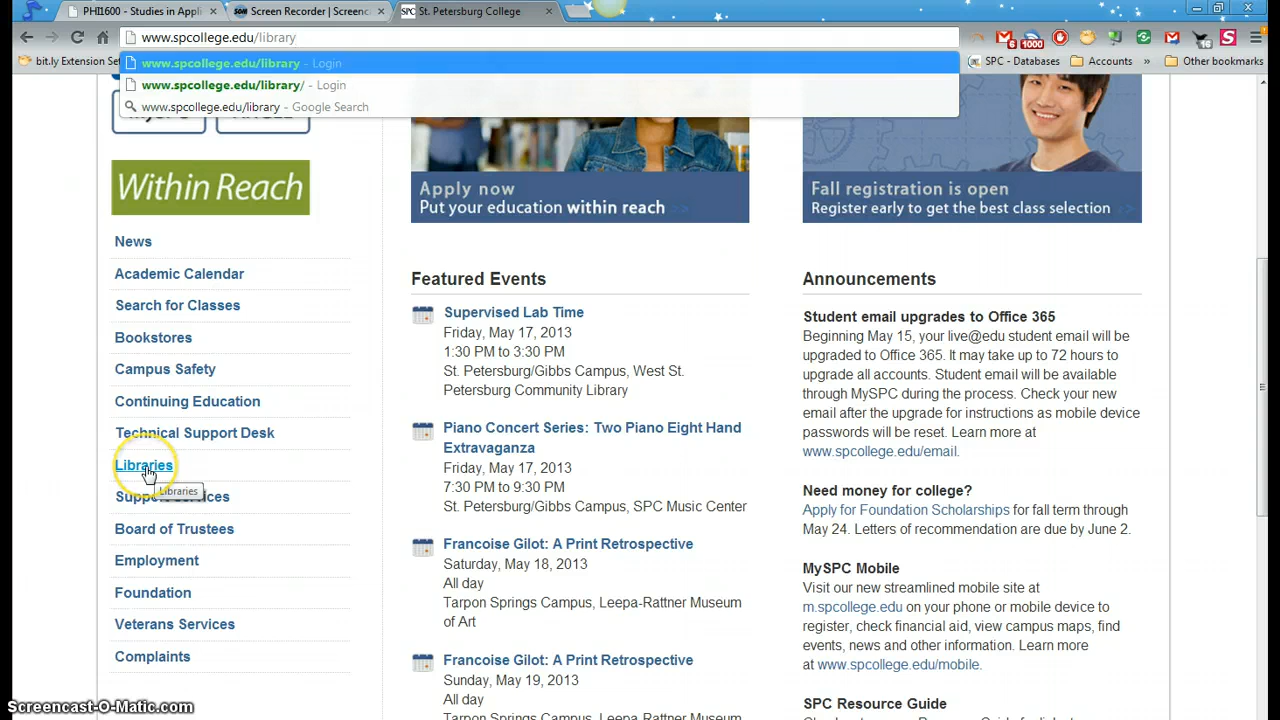 PHI1600 - Studies in Applie
Screen Recorder | Screenc
St. Petersburg College
www.spcollege.edu/library
www.spcollege.edu/library - Login
www.spcollege.edu/library/ - Login
www.spcollege.edu/library - Google Search
bit.ly Extension Set
SPC - Databases
Accounts
»
Other bookmarks
6
1000
16
Within Reach
News
Academic Calendar
Search for Classes
Bookstores
Campus Safety
Continuing Education
Technical Support Desk
Libraries
Libraries
Support Services
Board of Trustees
Employment
Foundation
Veterans Services
Complaints
Apply now
Put your education within reach >>
Featured Events
Supervised Lab Time
Friday, May 17, 2013
1:30 PM to 3:30 PM
St. Petersburg/Gibbs Campus, West St.
Petersburg Community Library
Piano Concert Series: Two Piano Eight Hand
Extravaganza
Friday, May 17, 2013
7:30 PM to 9:30 PM
St. Petersburg/Gibbs Campus, SPC Music Center
Francoise Gilot: A Print Retrospective
Saturday, May 18, 2013
All day
Tarpon Springs Campus, Leepa-Rattner Museum
of Art
Francoise Gilot: A Print Retrospective
Sunday, May 19, 2013
All day
Tarpon Springs Campus, Leepa-Rattner Museum
Fall registration is open
Register early to get the best class selection >>
Announcements
Student email upgrades to Office 365
Beginning May 15, your live@edu student email will be
upgraded to Office 365. It may take up to 72 hours to
upgrade all accounts. Student email will be available
through MySPC during the process. Check your new
email after the upgrade for instructions as mobile device
passwords will be reset. Learn more at
www.spcollege.edu/email.
Need money for college?
Apply for Foundation Scholarships for fall term through
May 24. Letters of recommendation are due by June 2.
MySPC Mobile
Visit our new streamlined mobile site at
m.spcollege.edu on your phone or mobile device to
register, check financial aid, view campus maps, find
events, news and other information. Learn more
at www.spcollege.edu/mobile.
SPC Resource Guide
Screencast-O-Matic.com